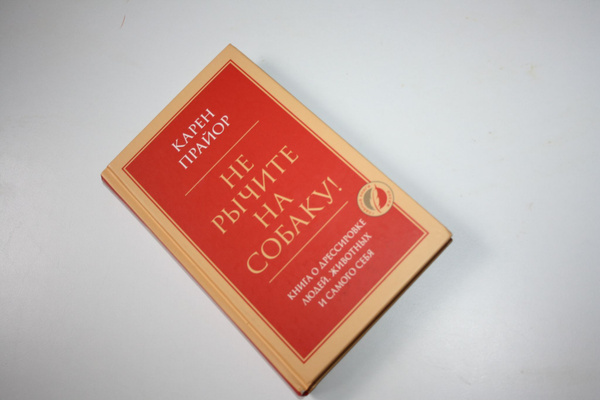 КАРЕН
ПРАЙОР
НЕ
РЫЧИТЕ
НА
СОБАКУ!
КНИГА О ДРЕССИРОВКЕ
ЛЮДЕЙ, ЖИВОТНЫХ
И САМОГО СЕБЯ